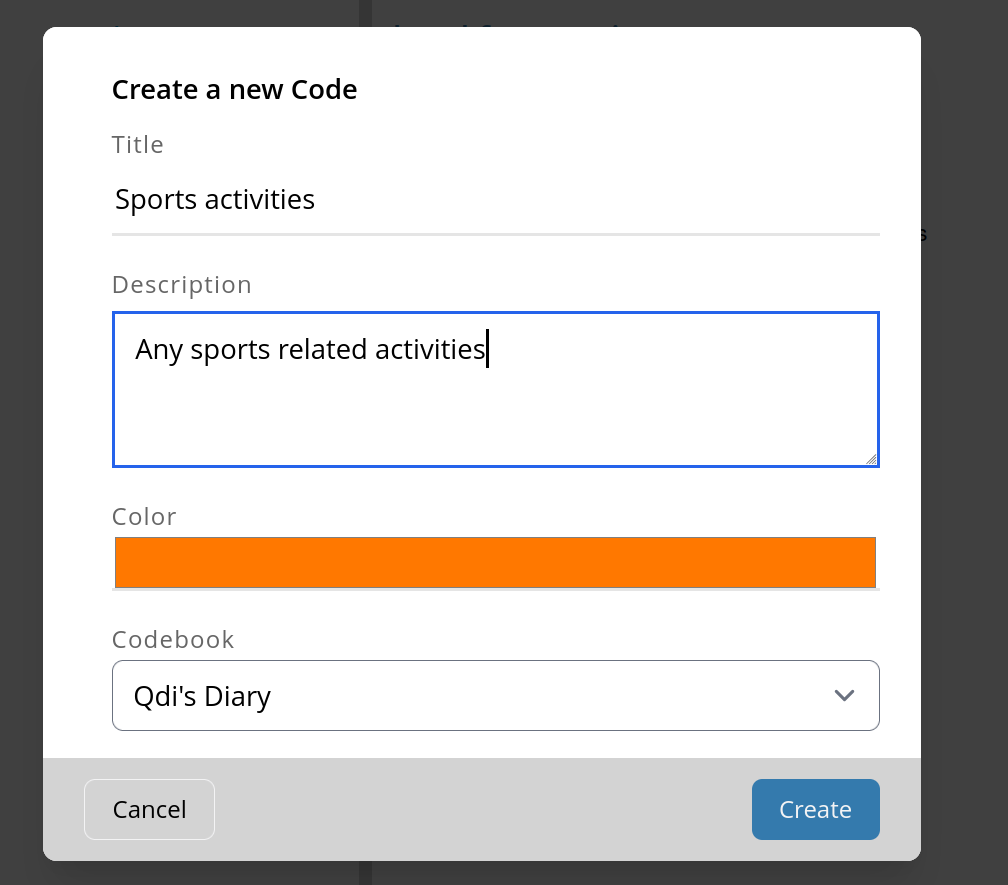 Create a new Code
Title
Sports activities
Description
Any sports related activities
Color
Codebook
Qdi's Diary
Cancel
Create